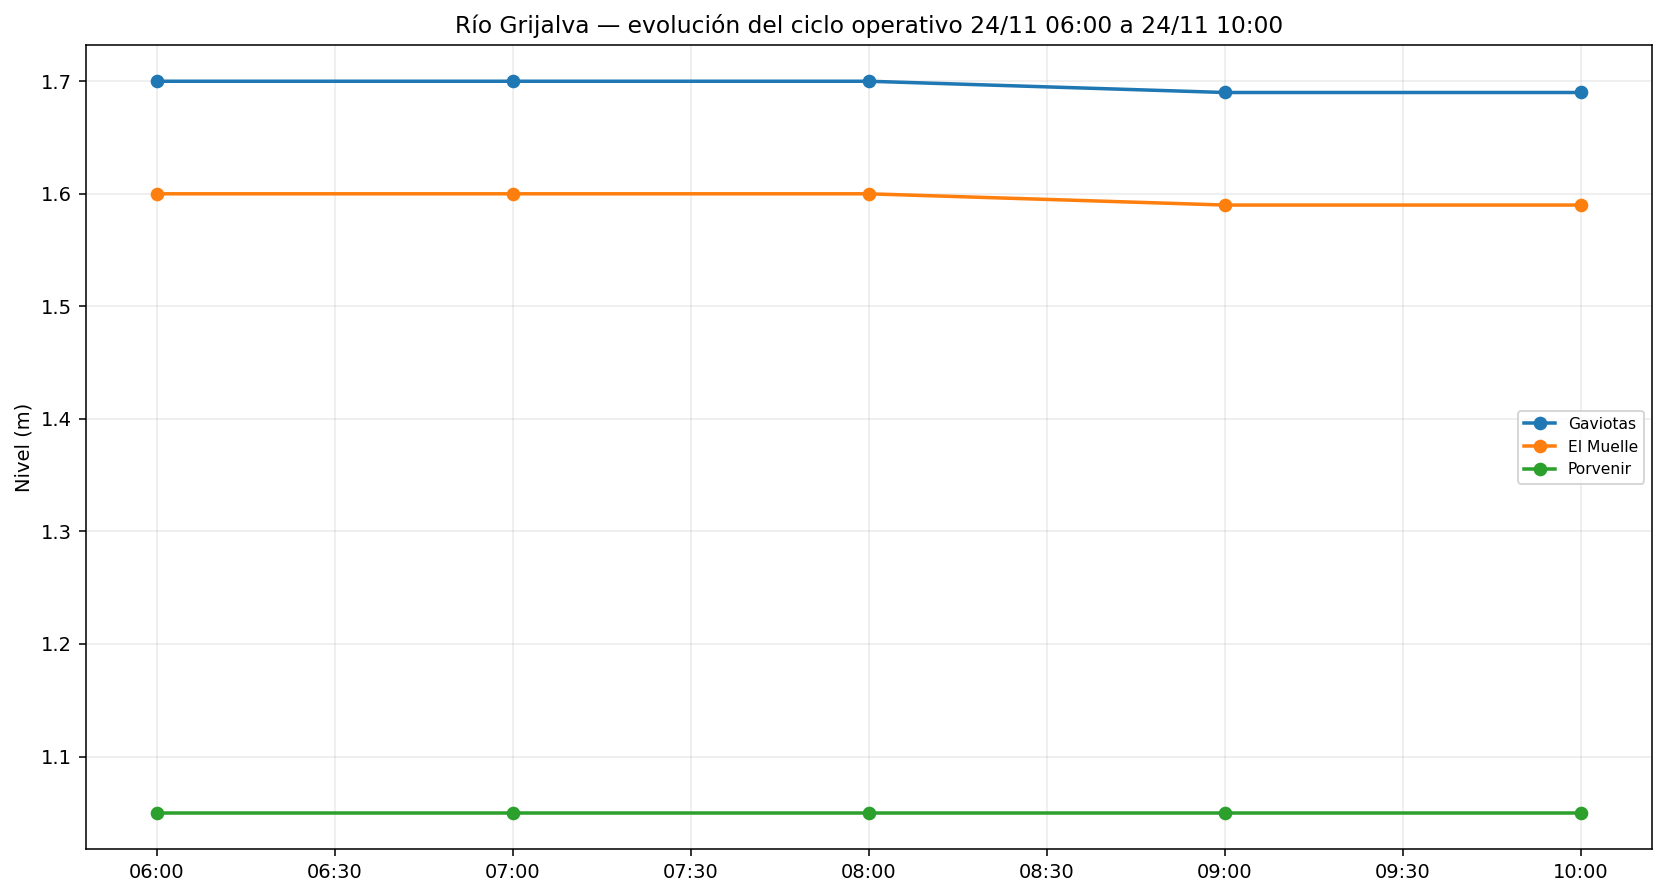 Río Grijalva — evolución del ciclo operativo 24/11 06:00 a 24/11 10:00
Nivel (m)
1.7
1.6
1.5
1.4
1.3
1.2
1.1
Gaviotas
El Muelle
Porvenir
06:00 06:30 07:00 07:30 08:00 08:30 09:00 09:30 10:00